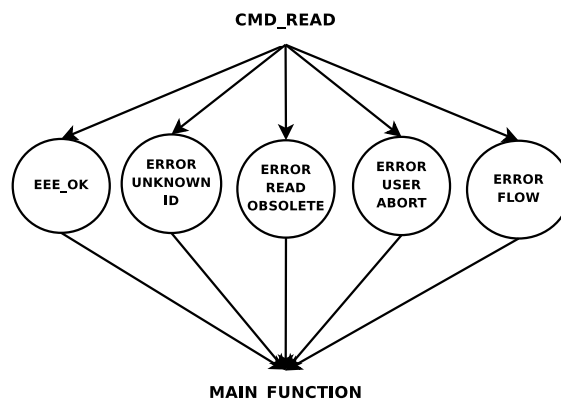 CMD_READ
EEE_OK
ERROR
UNKNOWN
ID
ERROR
READ
OBSOLETE
ERROR
USER
ABORT
ERROR
FLOW
MAIN FUNCTION